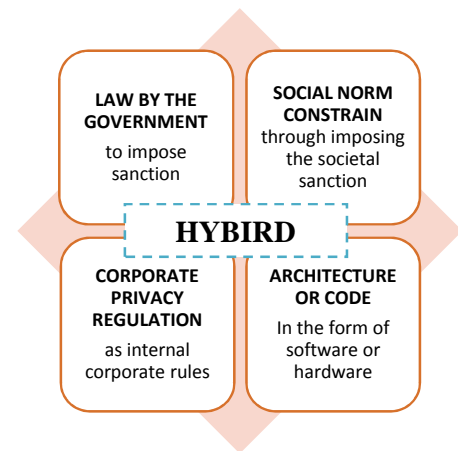 LAW BY THE
GOVERNMENT
to impose
sanction
SOCIAL NORM
CONSTRAIN
through imposing
the societal
sanction
HYBIRD
CORPORATE
PRIVACY
REGULATION
as internal
corporate rules
ARCHITECTURE
OR CODE
In the form of
software or
hardware